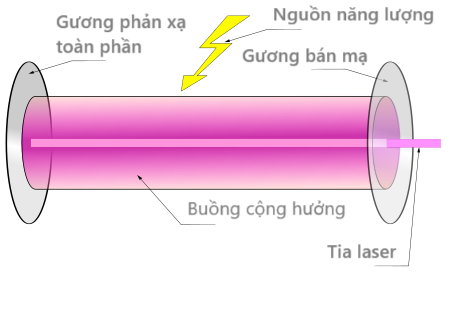 Gương phản xạ
toàn phần
Nguồn năng lượng
Gương bán mạ
Buồng cộng hưởng
Tia laser